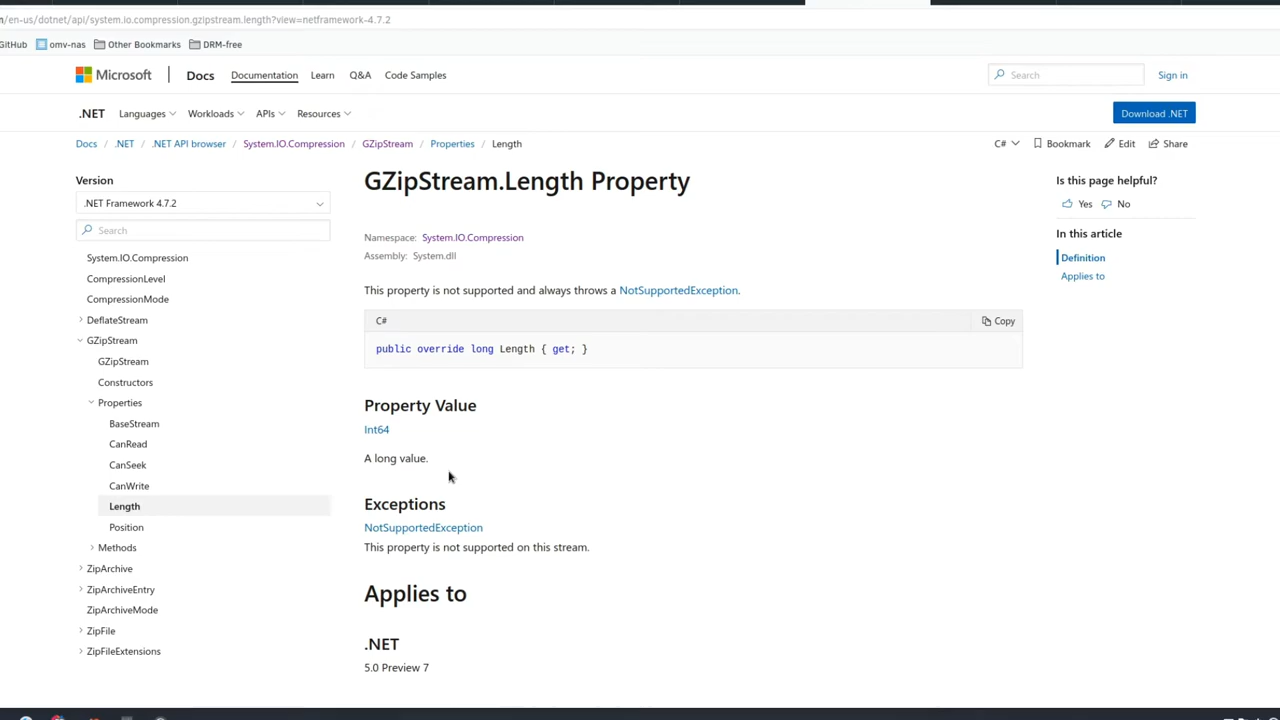 /en-us/dotnet/api/system.io.compression.gzipstream.length?view=netframework-4.7.2
GitHub omv-nas Other Bookmarks DRM-free
Microsoft Docs Documentation Learn Q&A Code Samples Search Sign in
.NET Languages Workloads APIs Resources Download .NET
Docs / .NET / .NET API browser / System.IO.Compression / GZipStream / Properties / Length C# Bookmark Edit Share
Version
.NET Framework 4.7.2
Search
System.IO.Compression
CompressionLevel
CompressionMode
DeflateStream
GZipStream
GZipStream
Constructors
Properties
BaseStream
CanRead
CanSeek
CanWrite
Length
Position
Methods
ZipArchive
ZipArchiveEntry
ZipArchiveMode
ZipFile
ZipFileExtensions
GZipStream.Length Property
Namespace: System.IO.Compression
Assembly: System.dll
This property is not supported and always throws a NotSupportedException.
C# Copy
public override long Length { get; }
Property Value
Int64
A long value.
Exceptions
NotSupportedException
This property is not supported on this stream.
Applies to
.NET
5.0 Preview 7
Is this page helpful?
Yes No
In this article
Definition
Applies to